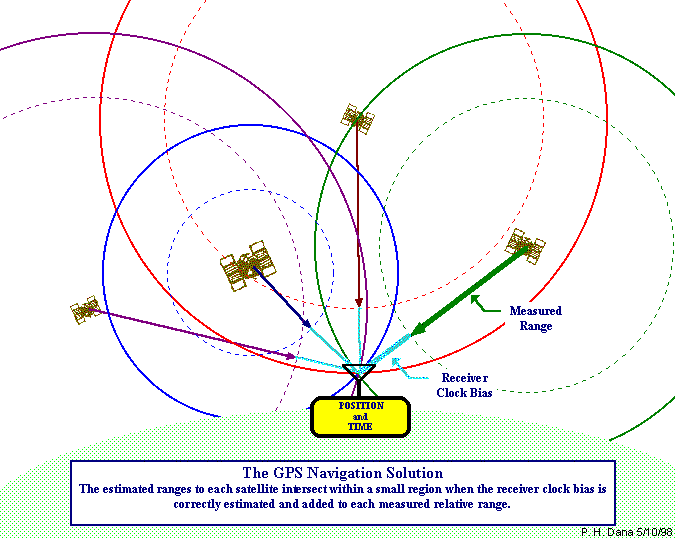 Measured
Range
Receiver
Clock Bias
POSITION
and
TIME
The GPS Navigation Solution
The estimated ranges to each satellite intersect within a small region when the receiver clock bias is
correctly estimated and added to each measured relative range.
P. H. Dana 5/10/98